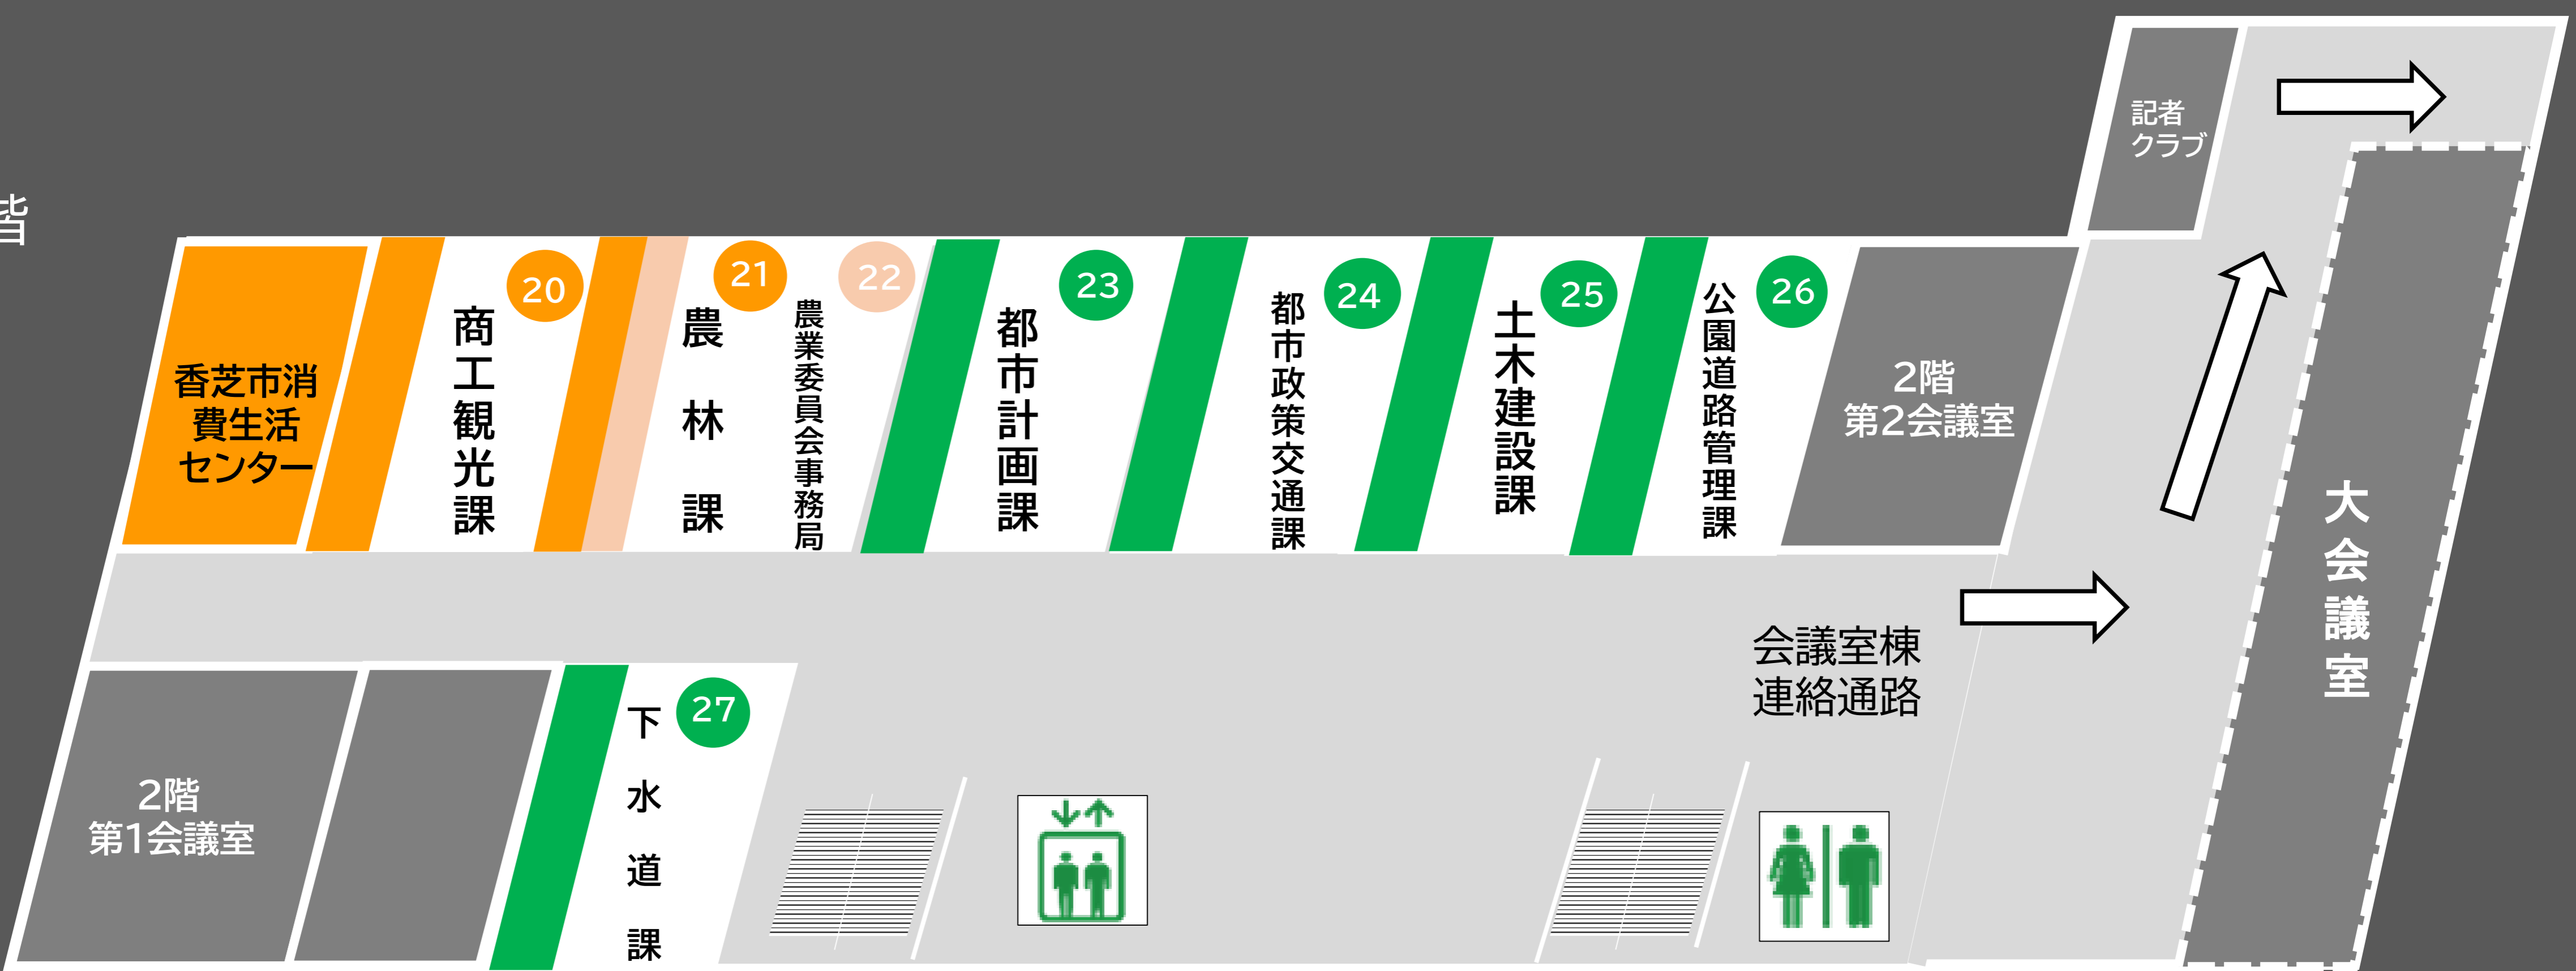 階
香芝市消
費生活
センター
商工観光課
20
農林課
21
農業委員会事務局
22
都市計画課
23
都市政策交通課
24
土木建設課
25
公園道路管理課
26
2階
第2会議室
記者
クラブ
大会議室
会議室棟
連絡通路
2階
第1会議室
下水道課
27